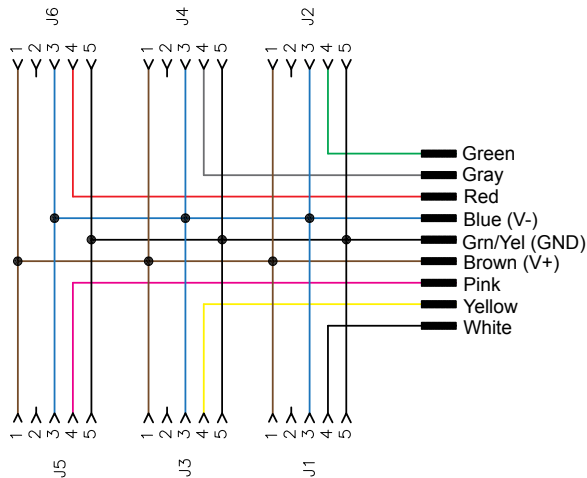 J6 J4 J2
1 2 3 4 5 1 2 3 4 5 1 2 3 4 5
Green
Gray
Red
Blue (V-)
Grn/Yel (GND)
Brown (V+)
Pink
Yellow
White
1 2 3 4 5 1 2 3 4 5 1 2 3 4 5
J5 J3 J1